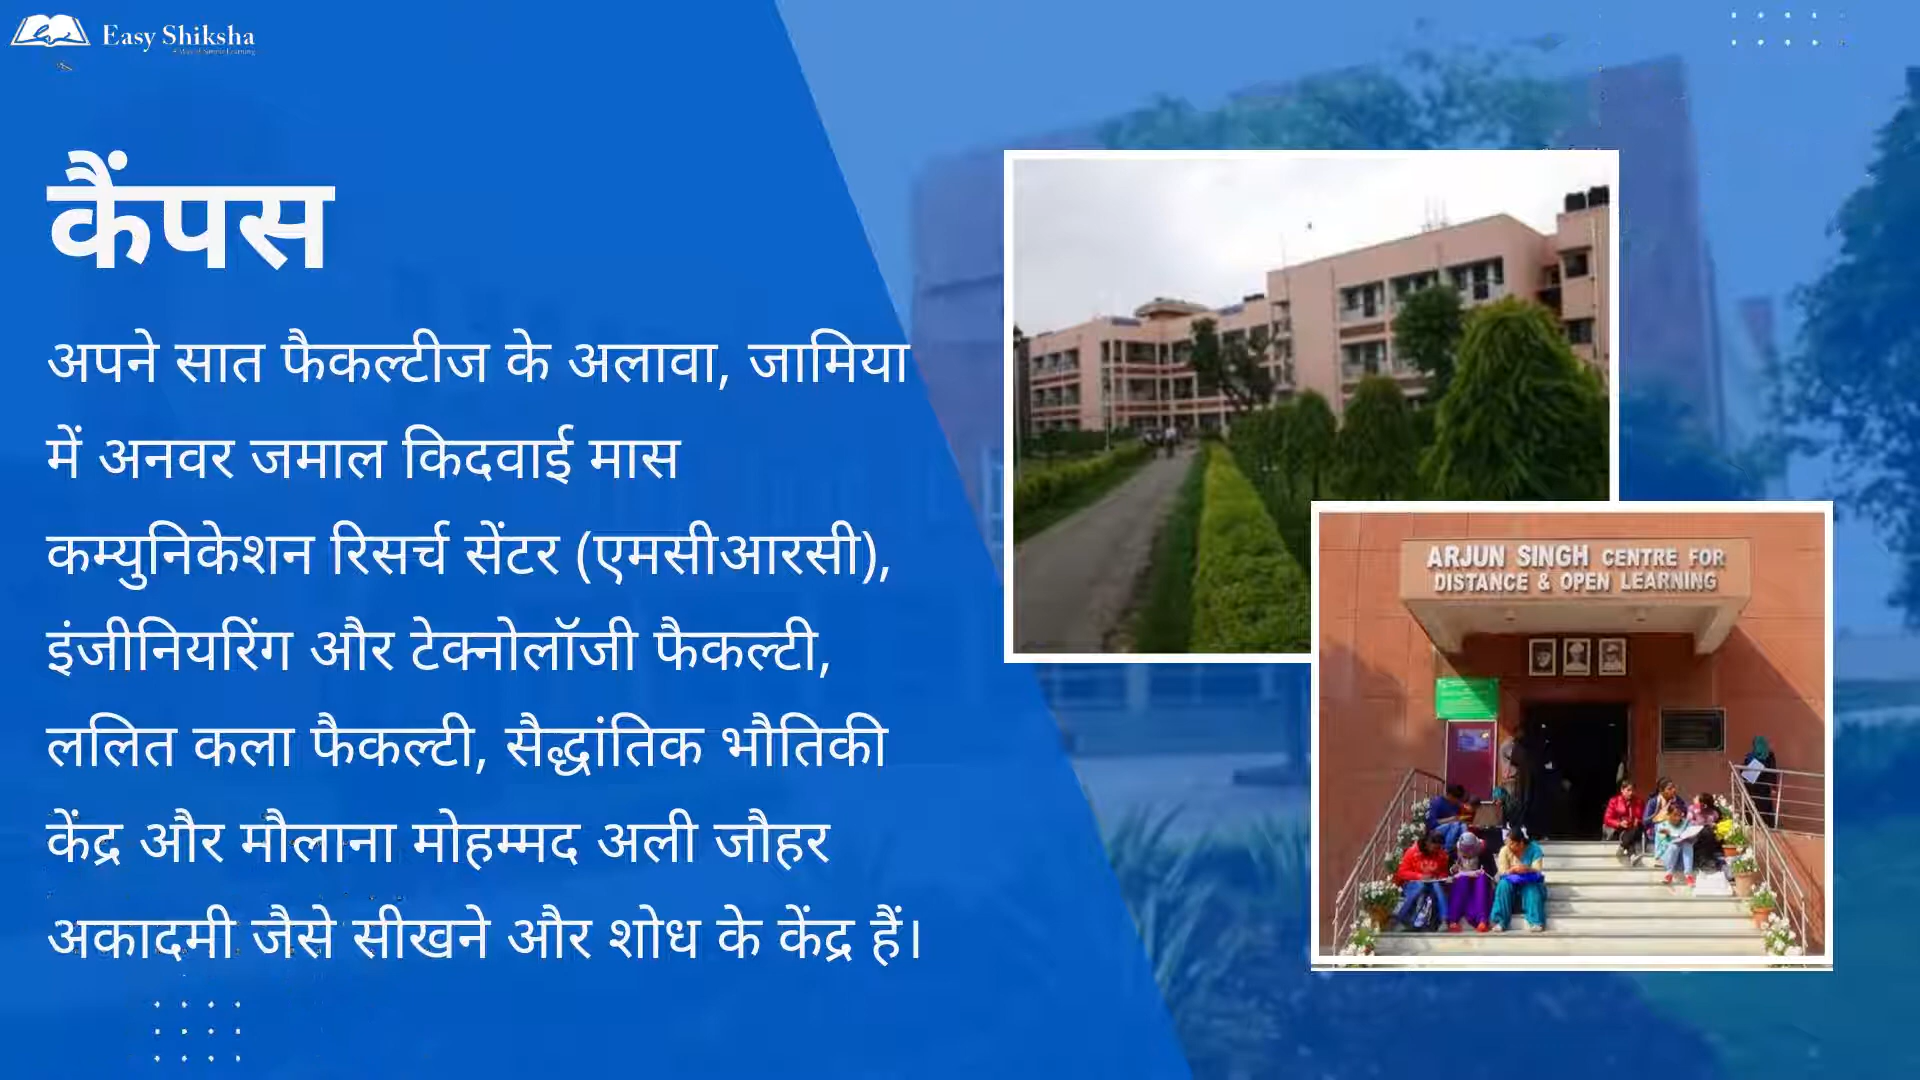 Easy Shiksha
कैंपस
अपने सात फैकल्टीज के अलावा, जामिया
में अनवर जमाल किदवाई मास
कम्युनिकेशन रिसर्च सेंटर (एमसीआरसी),
इंजीनियरिंग और टेक्नोलॉजी फैकल्टी,
ललित कला फैकल्टी, सैद्धांतिक भौतिकी
केंद्र और मौलाना मोहम्मद अली जौहर
अकादमी जैसे सीखने और शोध के केंद्र हैं।
ARJUN SINGH CENTRE FOR
DISTANCE & OPEN LEARNING